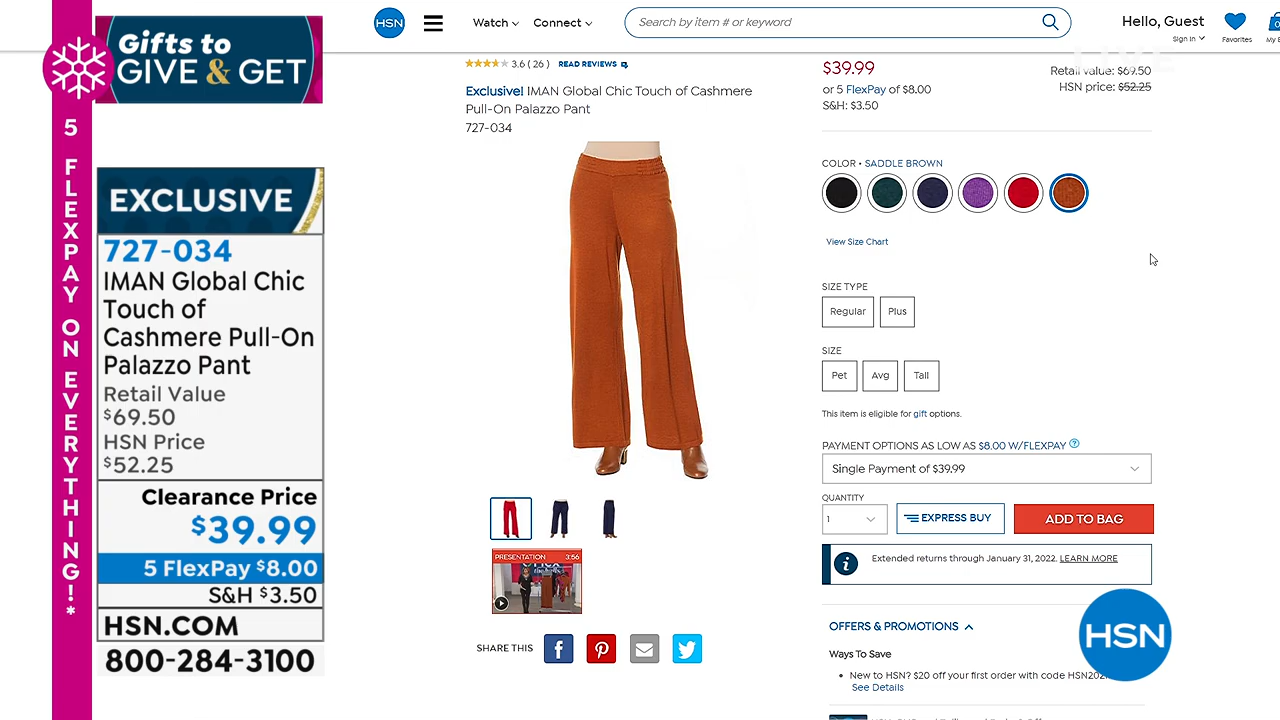 Gifts to
GIVE & GET
5 FLEXPAY ON EVERYTHING!*
EXCLUSIVE
727-034
IMAN Global Chic
Touch of
Cashmere Pull-On
Palazzo Pant
Retail Value
$69.50
HSN Price
$52.25
Clearance Price
$39.99
5 FlexPay $8.00
S&H $3.50
HSN.COM
800-284-3100
HSN
Watch
Connect
Search by item # or keyword
Hello, Guest
Sign In
Favorites
LIVE
3.6 ( 26 ) READ REVIEWS
Exclusive! IMAN Global Chic Touch of Cashmere
Pull-On Palazzo Pant
727-034
PRESENTATION 3:56
SHARE THIS
$39.99
or 5 FlexPay of $8.00
S&H: $3.50
Retail value: $69.50
HSN price: $52.25
COLOR • SADDLE BROWN
View Size Chart
SIZE TYPE
Regular Plus
SIZE
Pet Avg Tall
This item is eligible for gift options.
PAYMENT OPTIONS AS LOW AS $8.00 W/FLEXPAY ?
Single Payment of $39.99
QUANTITY
1
EXPRESS BUY
ADD TO BAG
Extended returns through January 31, 2022. LEARN MORE
OFFERS & PROMOTIONS
Ways To Save
• New to HSN? $20 off your first order with code
See Details
HSN